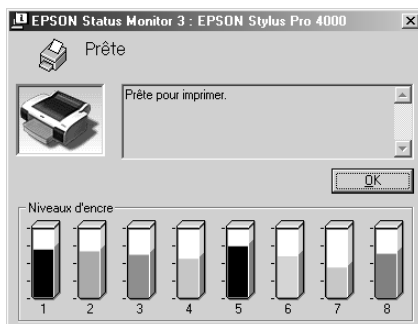 EPSON Status Monitor 3 : EPSON Stylus Pro 4000
Prête
Prête pour imprimer.
OK
Niveaux d'encre
1 2 3 4 5 6 7 8